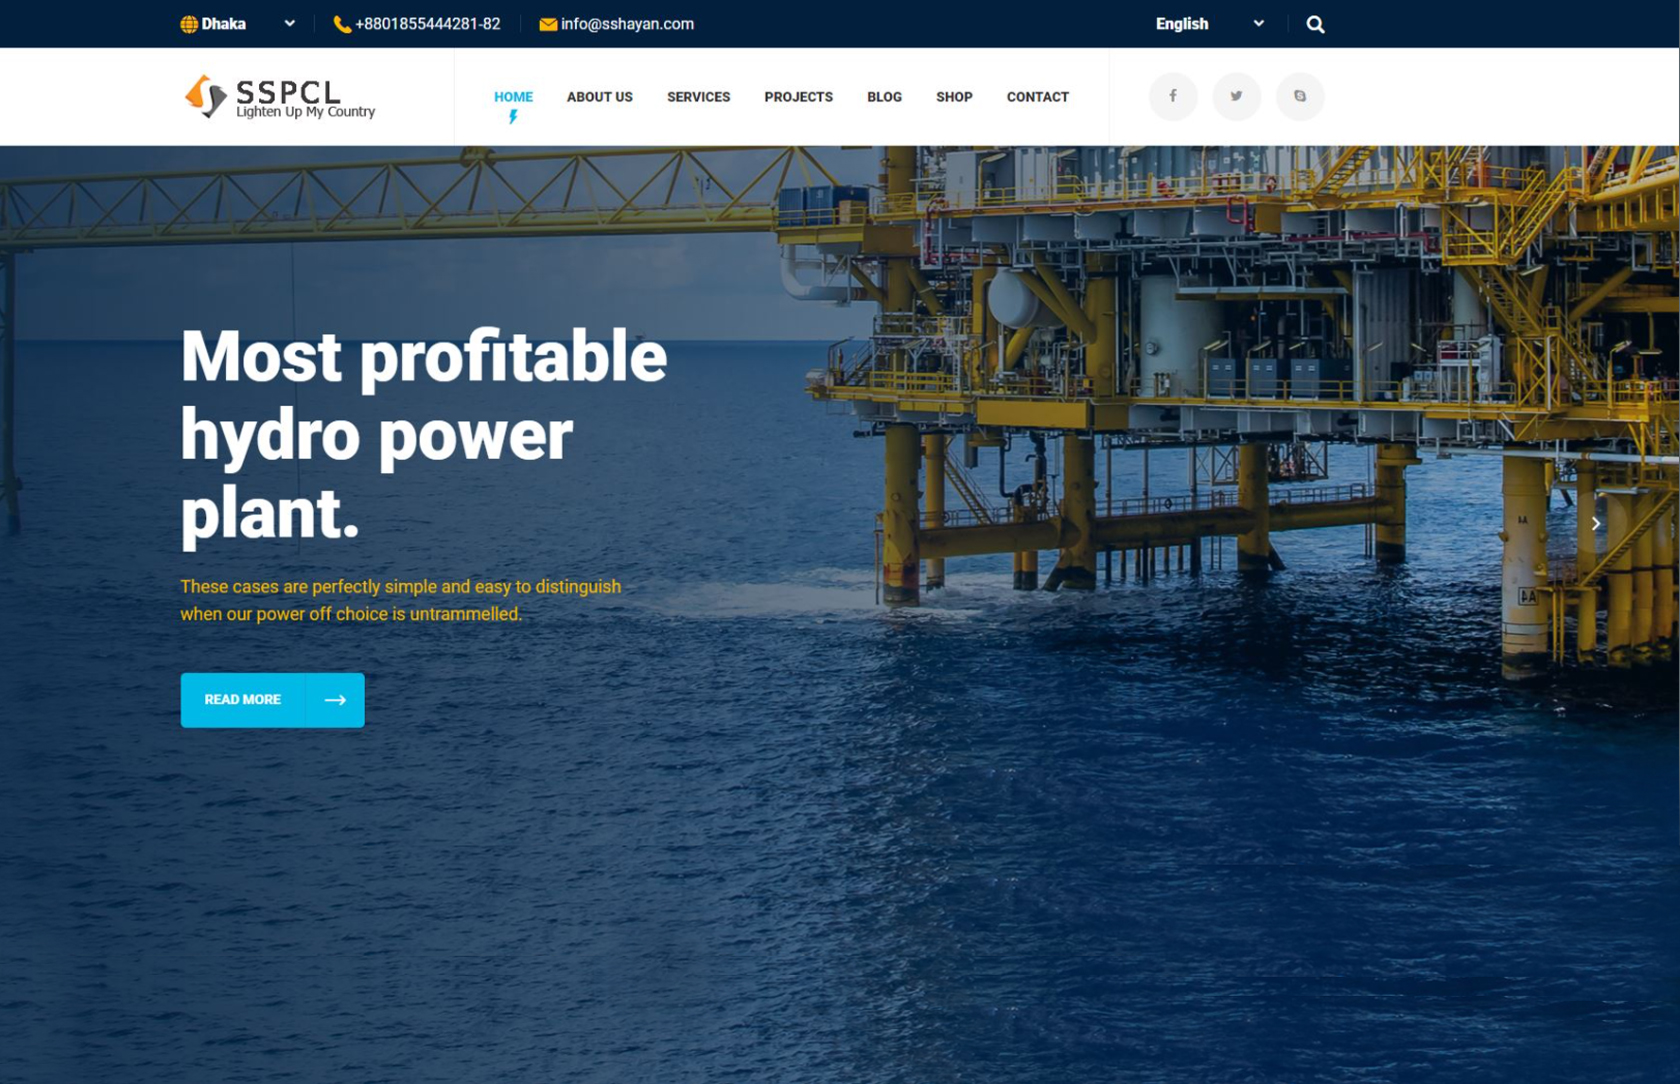 Dhaka
+8801855444281-82
info@sshayan.com
English
SSPCL
Lighten Up My Country
HOME
ABOUT US
SERVICES
PROJECTS
BLOG
SHOP
CONTACT
Most profitable
hydro power
plant.
These cases are perfectly simple and easy to distinguish
when our power off choice is untrammelled.
READ MORE